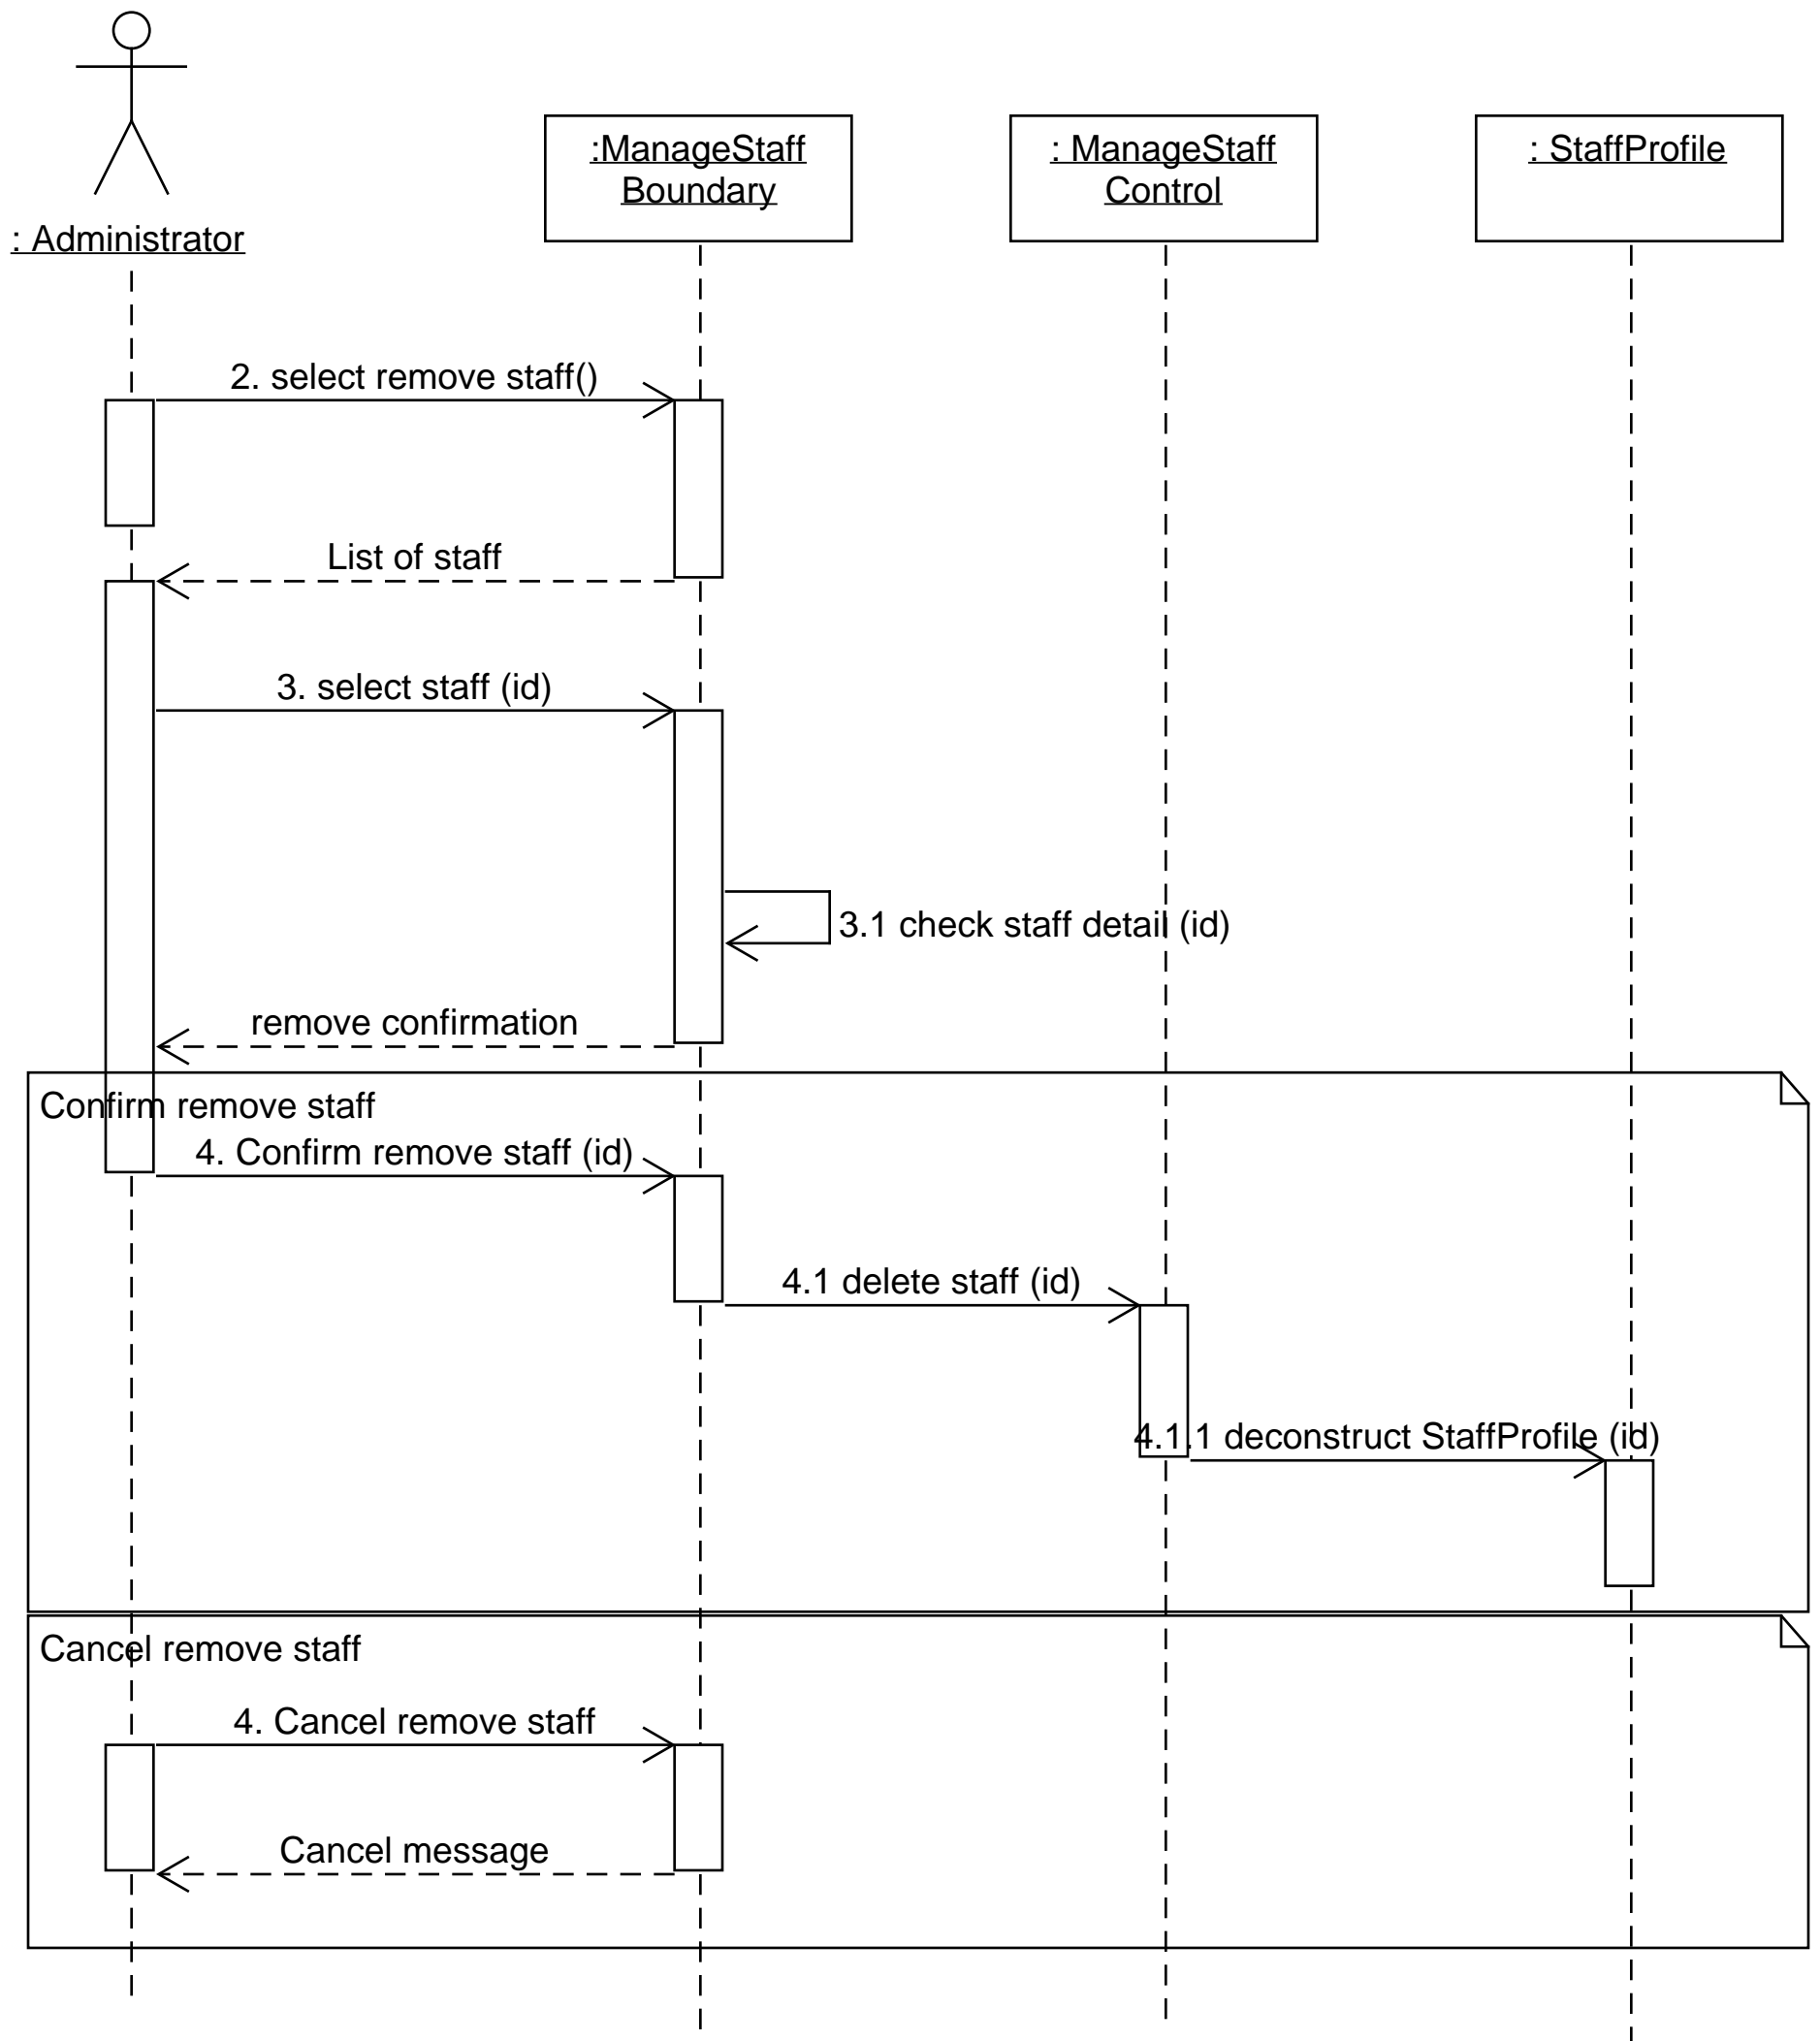 :ManageStaff
Boundary
: ManageStaff
Control
: StaffProfile
: Administrator
2. select remove staff()
List of staff
3. select staff (id)
3.1 check staff detail (id)
remove confirmation
Confirm remove staff
4. Confirm remove staff (id)
4.1 delete staff (id)
4.1.1 deconstruct StaffProfile (id)
Cancel remove staff
4. Cancel remove staff
Cancel message